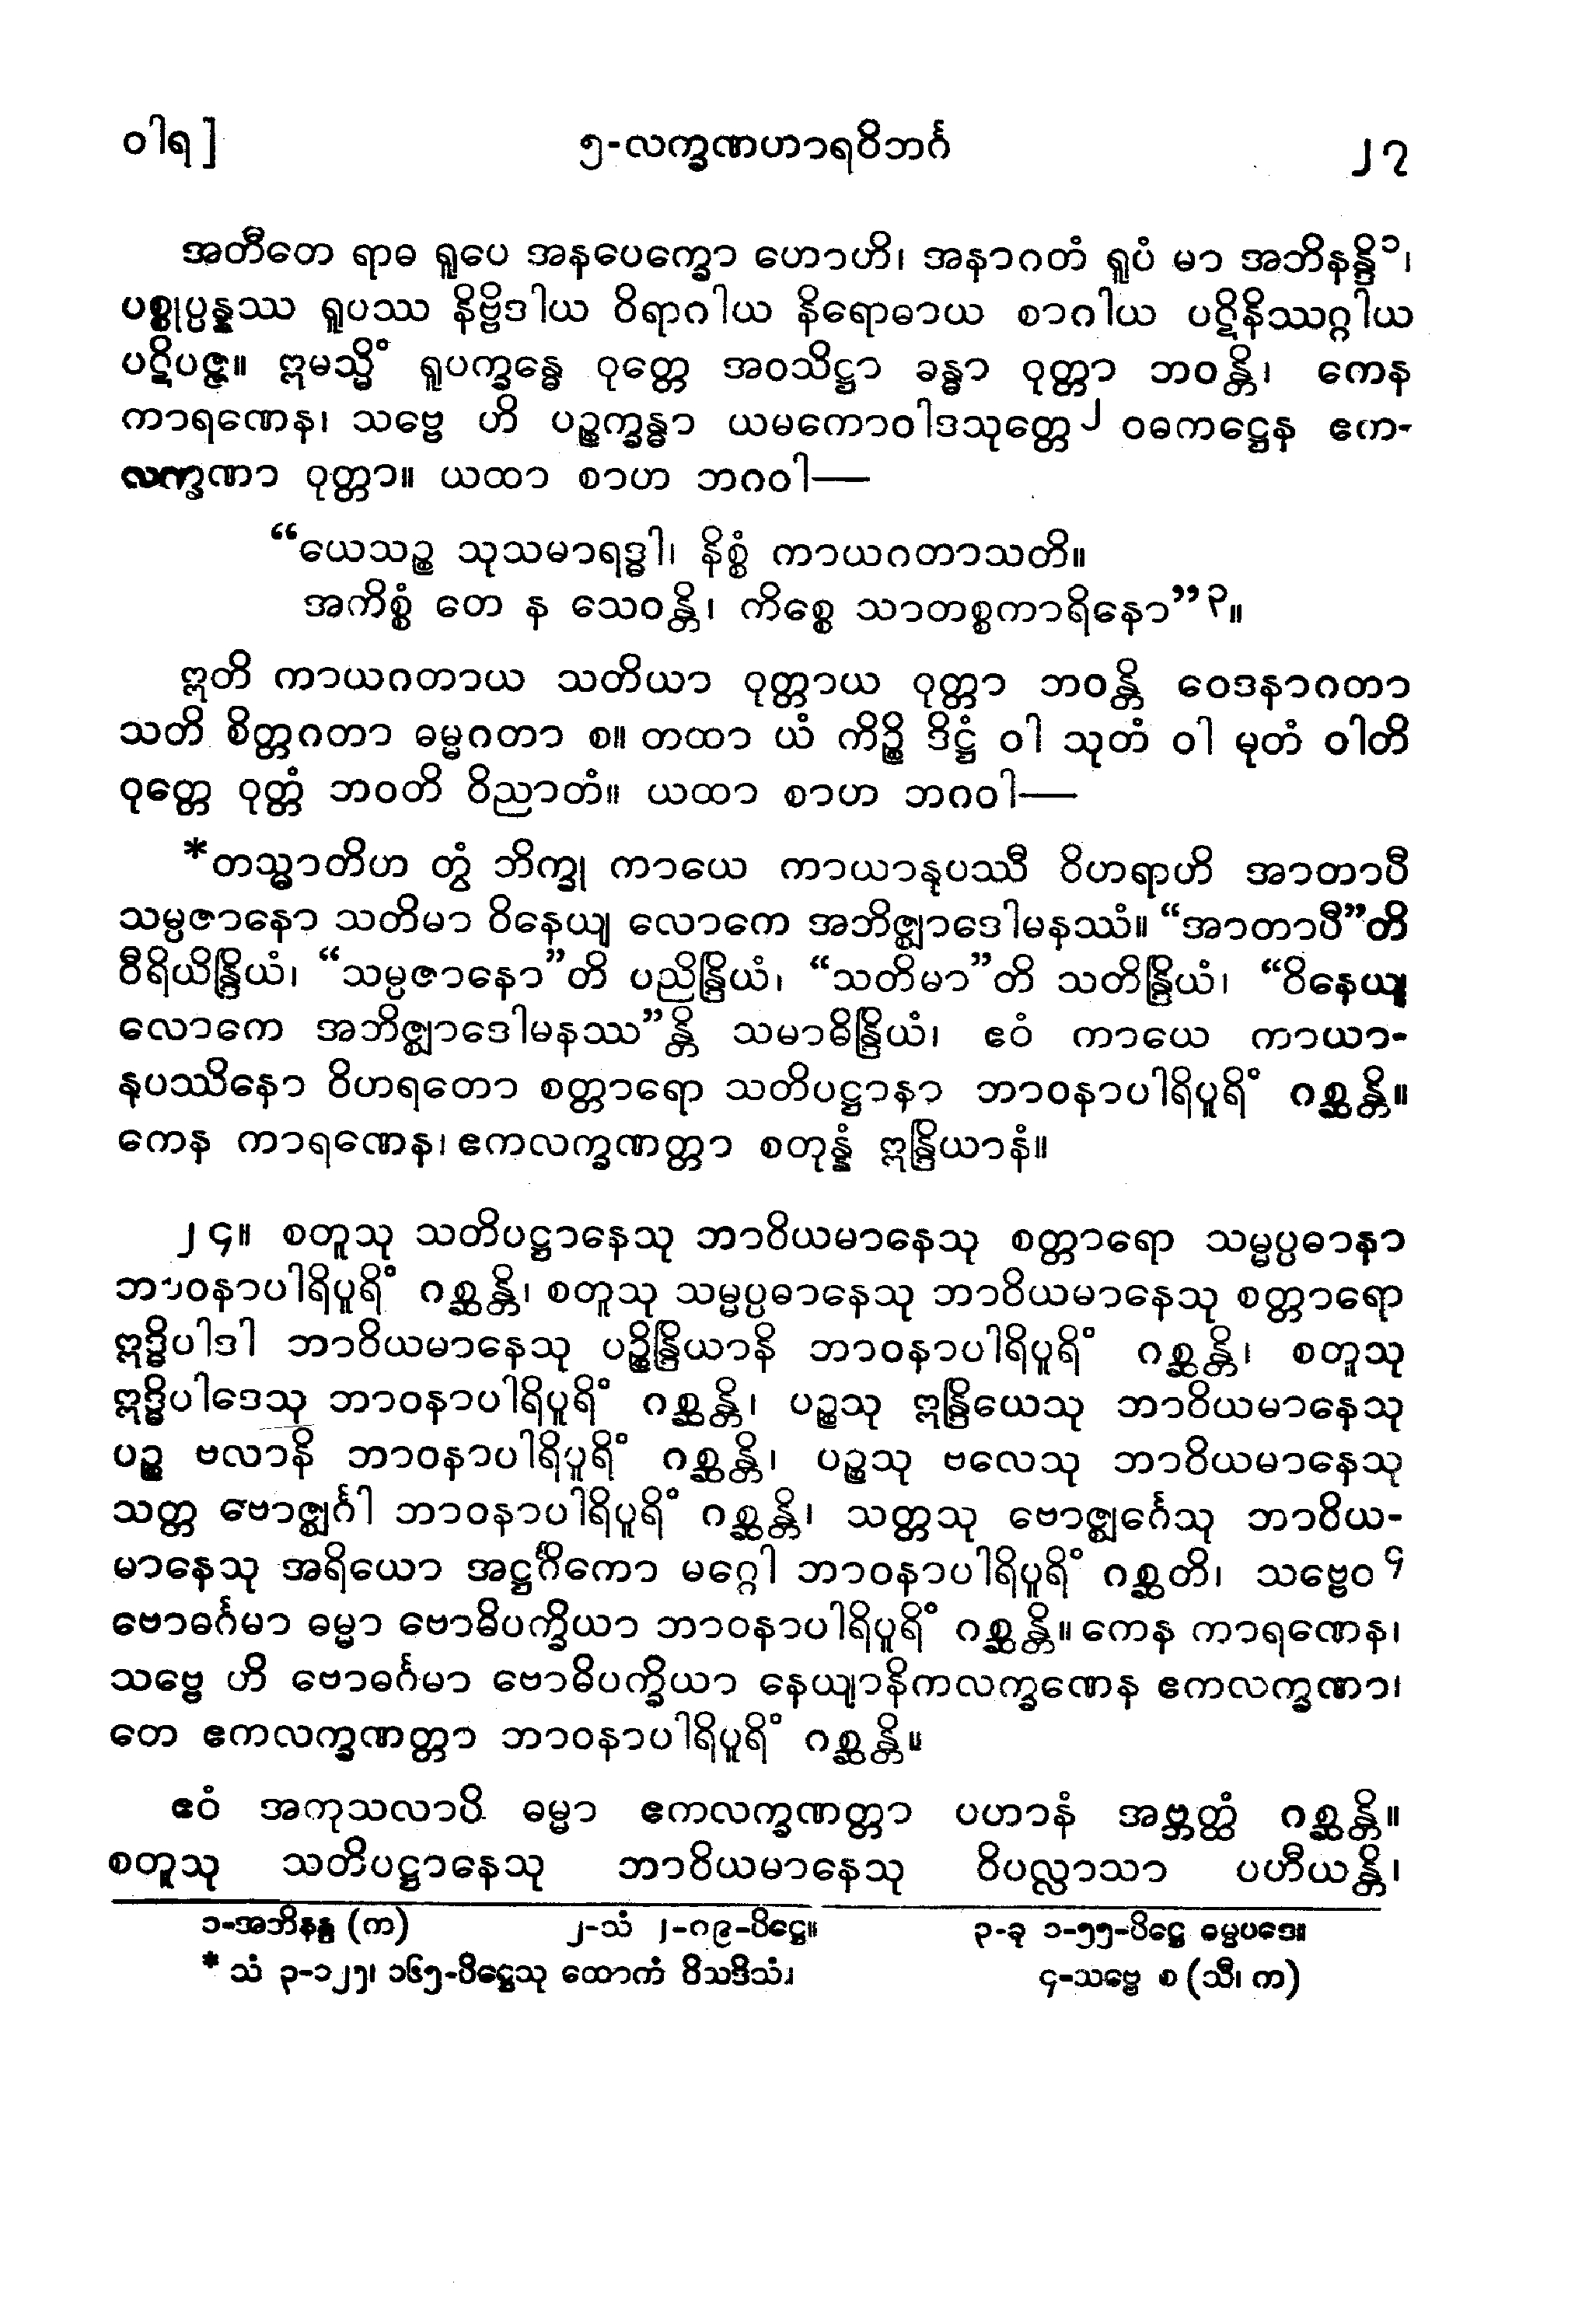 ဝါရ]
၅-လက္ခဏဟာရဝိဘင်္ဂ
၂၇
အတီတေ ရာဓ ရူပေ အနပေက္ခော ဟောဟိ၊ အနာဂတံ ရူပံ မာ အဘိနန္ဒိ၁၊
ပစ္စုပ္ပန္နဿ ရူပဿ နိဗ္ဗိဒါယ ဝိရာဂါယ နိရောဓာယ စာဂါယ ပဋိနိဿဂ္ဂါယ
ပဋိပဇ္ဇ။ ဣမသ္မိံ ရူပက္ခန္ဓေ ဝုတ္တေ အဝသိဋ္ဌာ ခန္ဓာ ဝုတ္တာ ဘဝန္တိ၊ ကေန
ကာရဏေန၊ သဗ္ဗေ ဟိ ပဉ္စက္ခန္ဓာ ယမကောဝါဒသုတ္တေ၂ ဝဓကဋ္ဌေန ဧက-
လက္ခဏာ ဝုတ္တာ။ ယထာ စာဟ ဘဂဝါ—
“ယေသဉ္စ သုသမာရဒ္ဓါ၊ နိစ္စံ ကာယဂတာသတိ။
အကိစ္စံ တေ န သေဝန္တိ၊ ကိစ္စေ သာတစ္စကာရိနော”၃။
ဣတိ ကာယဂတာယ သတိယာ ဝုတ္တာယ ဝုတ္တာ ဘဝန္တိ ဝေဒနာဂတာ
သတိ စိတ္တဂတာ ဓမ္မဂတာ စ။ တထာ ယံ ကိဉ္စိ ဒိဋ္ဌံ ဝါ သုတံ ဝါ မုတံ ဝါတိ
ဝုတ္တေ ဝုတ္တံ ဘဝတိ ဝိညာတံ။ ယထာ စာဟ ဘဂဝါ—
*တသ္မာတိဟ တွံ ဘိက္ခု ကာယေ ကာယာနုပဿီ ဝိဟရာဟိ အာတာပီ
သမ္ပဇာနော သတိမာ ဝိနေယျ လောကေ အဘိဇ္ဈာဒေါမနဿံ။ “အာတာပီ”တိ
ဝီရိယိန္ဒြိယံ၊ “သမ္ပဇာနော”တိ ပညိန္ဒြိယံ၊ “သတိမာ”တိ သတိန္ဒြိယံ၊ “ဝိနေယျ
လောကေ အဘိဇ္ဈာဒေါမနဿ”န္တိ သမာဓိန္ဒြိယံ၊ ဧဝံ ကာယေ ကာယာ-
နုပဿိနော ဝိဟရတော စတ္တာရော သတိပဋ္ဌာနာ ဘာဝနာပါရိပူရိံ ဂစ္ဆန္တိ။
ကေန ကာရဏေန၊ ဧကလက္ခဏတ္တာ စတုန္နံ ဣန္ဒြိယာနံ။
၂၄။ စတူသု သတိပဋ္ဌာနေသု ဘာဝိယမာနေသု စတ္တာရော သမ္မပ္ပဓာနာ
ဘာဝနာပါရိပူရိံ ဂစ္ဆန္တိ၊ စတူသု သမ္မပ္ပဓာနေသု ဘာဝိယမာနေသု စတ္တာရော
ဣဒ္ဓိပါဒါ ဘာဝိယမာနေသု ပဉ္စိန္ဒြိယာနိ ဘာဝနာပါရိပူရိံ ဂစ္ဆန္တိ၊ စတူသု
ဣဒ္ဓိပါဒေသု ဘာဝနာပါရိပူရိံ ဂစ္ဆန္တိ၊ ပဉ္စသု ဣန္ဒြိယေသု ဘာဝိယမာနေသု
ပဉ္စ ဗလာနိ ဘာဝနာပါရိပူရိံ ဂစ္ဆန္တိ၊ ပဉ္စသု ဗလေသု ဘာဝိယမာနေသု
သတ္တ ဗောဇ္ဈင်္ဂါ ဘာဝနာပါရိပူရိံ ဂစ္ဆန္တိ၊ သတ္တသု ဗောဇ္ဈင်္ဂေသု ဘာဝိယ-
မာနေသု အရိယော အဋ္ဌင်္ဂိကော မဂ္ဂေါ ဘာဝနာပါရိပူရိံ ဂစ္ဆတိ၊ သဗ္ဗေဝ၄
ဗောဓင်္ဂမာ ဓမ္မာ ဗောဓိပက္ခိယာ ဘာဝနာပါရိပူရိံ ဂစ္ဆန္တိ။ ကေန ကာရဏေန၊
သဗ္ဗေ ဟိ ဗောဓင်္ဂမာ ဗောဓိပက္ခိယာ နေယျာနိကလက္ခဏေန ဧကလက္ခဏာ၊
တေ ဧကလက္ခဏတ္တာ ဘာဝနာပါရိပူရိံ ဂစ္ဆန္တိ။
ဧဝံ အကုသလာပိ ဓမ္မာ ဧကလက္ခဏတ္တာ ပဟာနံ အဗ္ဘတ္ထံ ဂစ္ဆန္တိ။
စတူသု သတိပဋ္ဌာနေသု ဘာဝိယမာနေသု ဝိပလ္လာသာ ပဟီယန္တိ၊
၁-အဘိနန္ဒ (က) ၂-သံ ၂-ဂ၉-ပိဋ္ဌေ။ ၃-ခု ၁-၅၅-ပိဋ္ဌေ ဓမ္မပဒေ။
* သံ ၃-၁၂၅၊ ၁၆၅-ပိဋ္ဌေသု ထောကံ ဝိသဒိသံ။ ၄-သဗ္ဗေ စ (သီ၊ က)